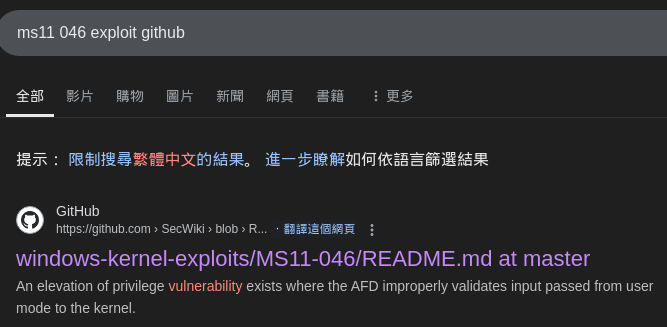 ms11 046 exploit github
全部 影片 購物 圖片 新聞 網頁 書籍 ⋮ 更多
提示： 限制搜尋繁體中文的結果。 進一步瞭解如何依語言篩選結果
GitHub
https://github.com › SecWiki › blob › R... · 翻譯這個網頁 ⋮
windows-kernel-exploits/MS11-046/README.md at master
An elevation of privilege vulnerability exists where the AFD improperly validates input passed from user
mode to the kernel.